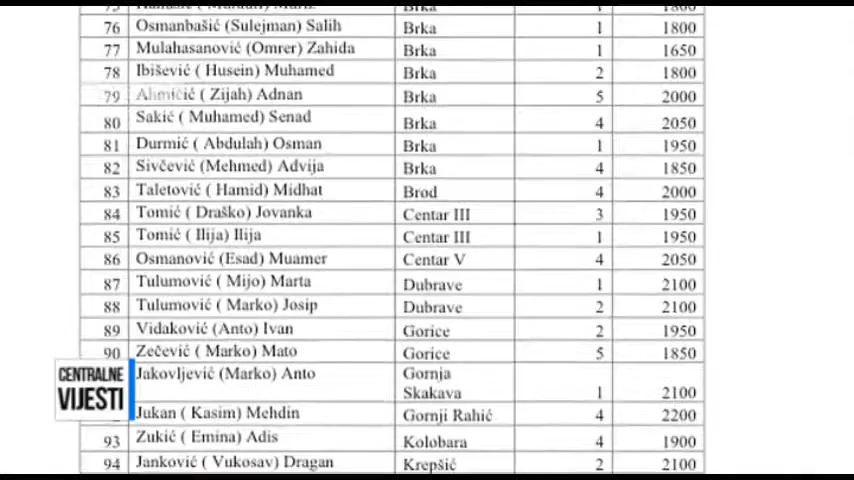 76 Osmanbašić (Sulejman) Salih Brka 1 1800
77 Mulahasanović (Omrer) Zahida Brka 1 1650
78 Ibišević ( Husein) Muhamed Brka 2 1800
79 Ahmičić ( Zijah) Adnan Brka 5 2000
80 Sakić ( Muhamed) Senad Brka 4 2050
81 Durmić ( Abdulah) Osman Brka 1 1950
82 Sivčević (Mehmed) Advija Brka 4 1850
83 Taletović ( Hamid) Midhat Brod 4 2000
84 Tomić ( Draško) Jovanka Centar III 3 1950
85 Tomić ( Ilija) Ilija Centar III 1 1950
86 Osmanović (Esad) Muamer Centar V 4 2050
87 Tulumović ( Mijo) Marta Dubrave 1 2100
88 Tulumović ( Marko) Josip Dubrave 2 2100
89 Vidaković (Anto) Ivan Gorice 2 1950
90 Zečević ( Marko) Mato Gorice 5 1850
Jakovljević (Marko) Anto Gornja
Skakava 1 2100
Jukan ( Kasim) Mehdin Gornji Rahić 4 2200
93 Zukić ( Emina) Adis Kolobara 4 1900
94 Janković ( Vukosav) Dragan Krepšić 2 2100
CENTRALNE
VIJESTI